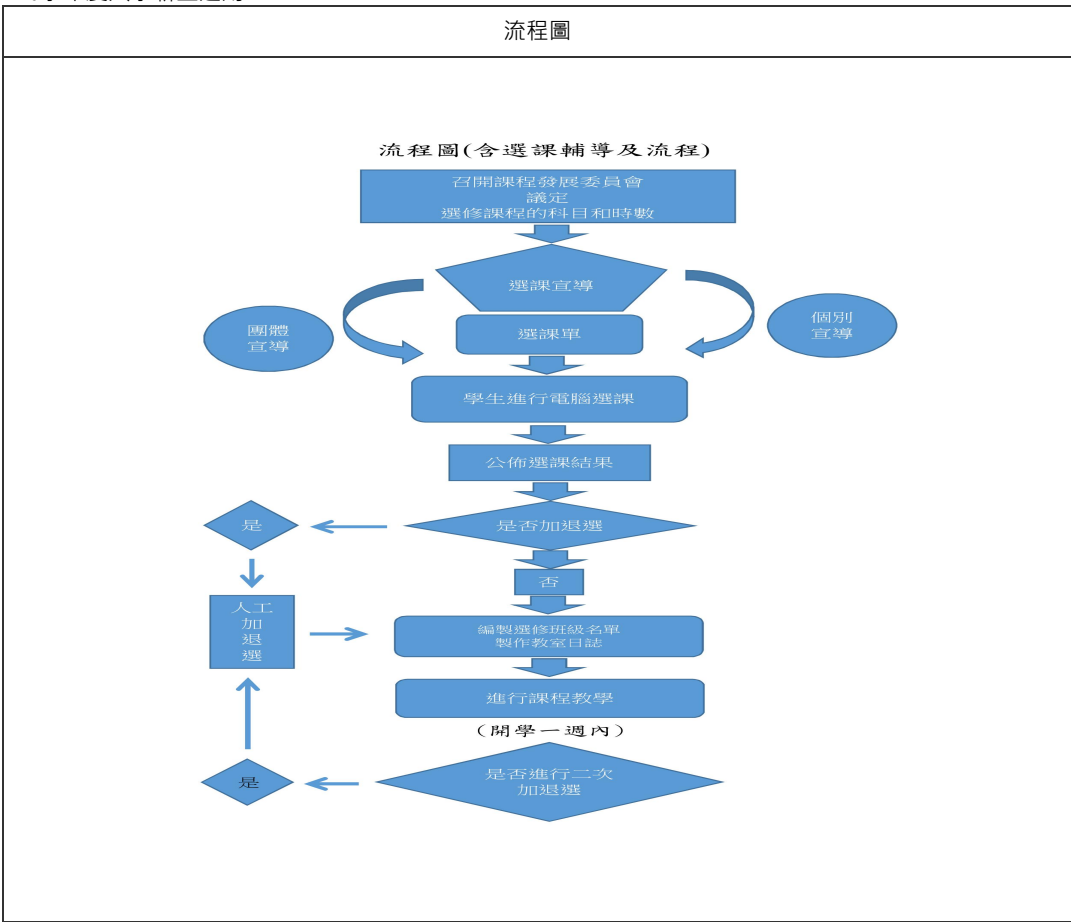 流程圖
流程圖(含選課輔導及流程)
召開課程發展委員會
議定
選修課程的科目和時數
選課宣導
團體
宣導
個別
宣導
選課單
學生進行電腦選課
公佈選課結果
是
是否加退選
否
人工
加
退
選
編製選修班級名單
製作教室日誌
進行課程教學
(開學一週內)
是
是否進行二次
加退選